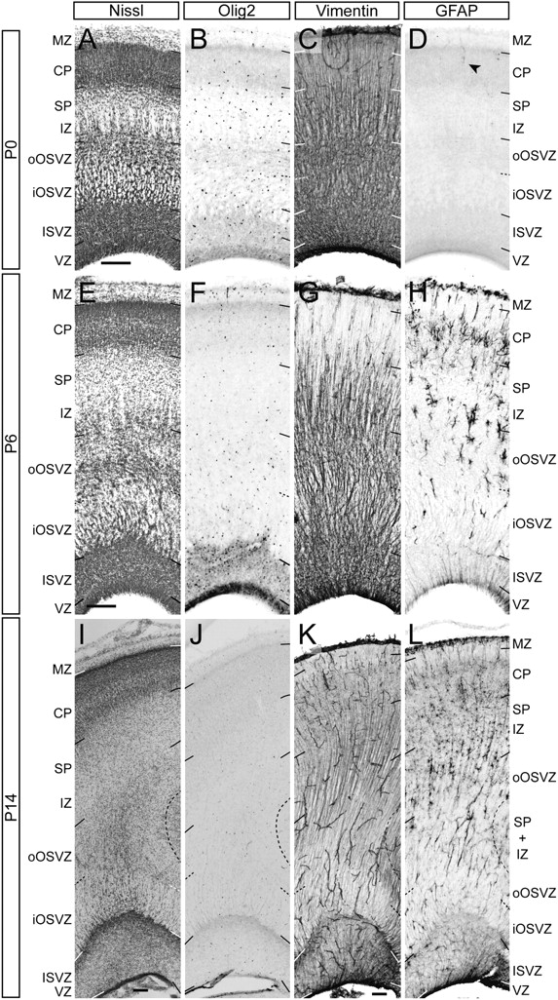 Nissl Olig2 Vimentin GFAP
P0
A B C D
MZ MZ
CP CP
SP SP
IZ IZ
oOSVZ oOSVZ
iOSVZ iOSVZ
ISVZ ISVZ
VZ VZ
P6
E F G H
MZ MZ
CP CP
SP SP
IZ IZ
oOSVZ oOSVZ
iOSVZ iOSVZ
ISVZ ISVZ
VZ VZ
P14
I J K L
MZ MZ
CP CP
SP SP
IZ IZ
oOSVZ oOSVZ
iOSVZ SP
+
IZ
oOSVZ
iOSVZ
ISVZ ISVZ
VZ VZ